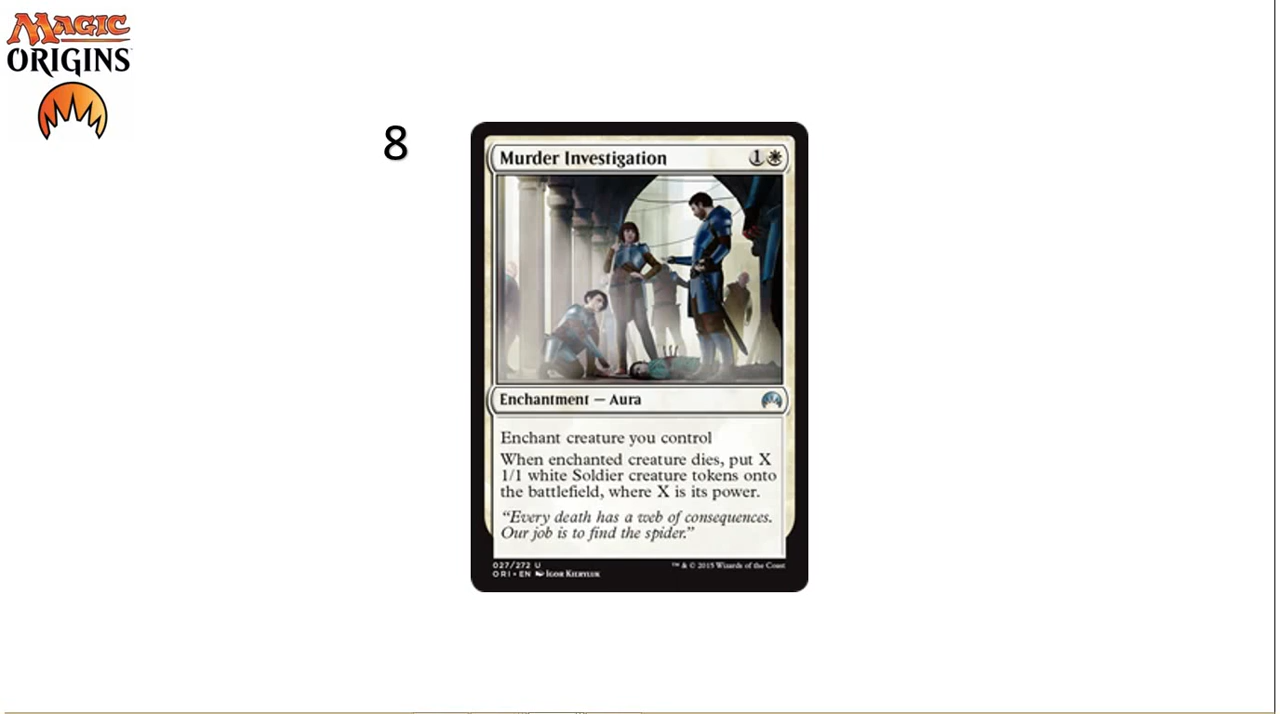 MAGIC
ORIGINS
8
Murder Investigation 1
Enchantment — Aura
Enchant creature you control
When enchanted creature dies, put X
1/1 white Soldier creature tokens onto
the battlefield, where X is its power.
“Every death has a web of consequences.
Our job is to find the spider.”
027/272 U
ORI • EN Igor Kieryluk
™ & © 2015 Wizards of the Coast